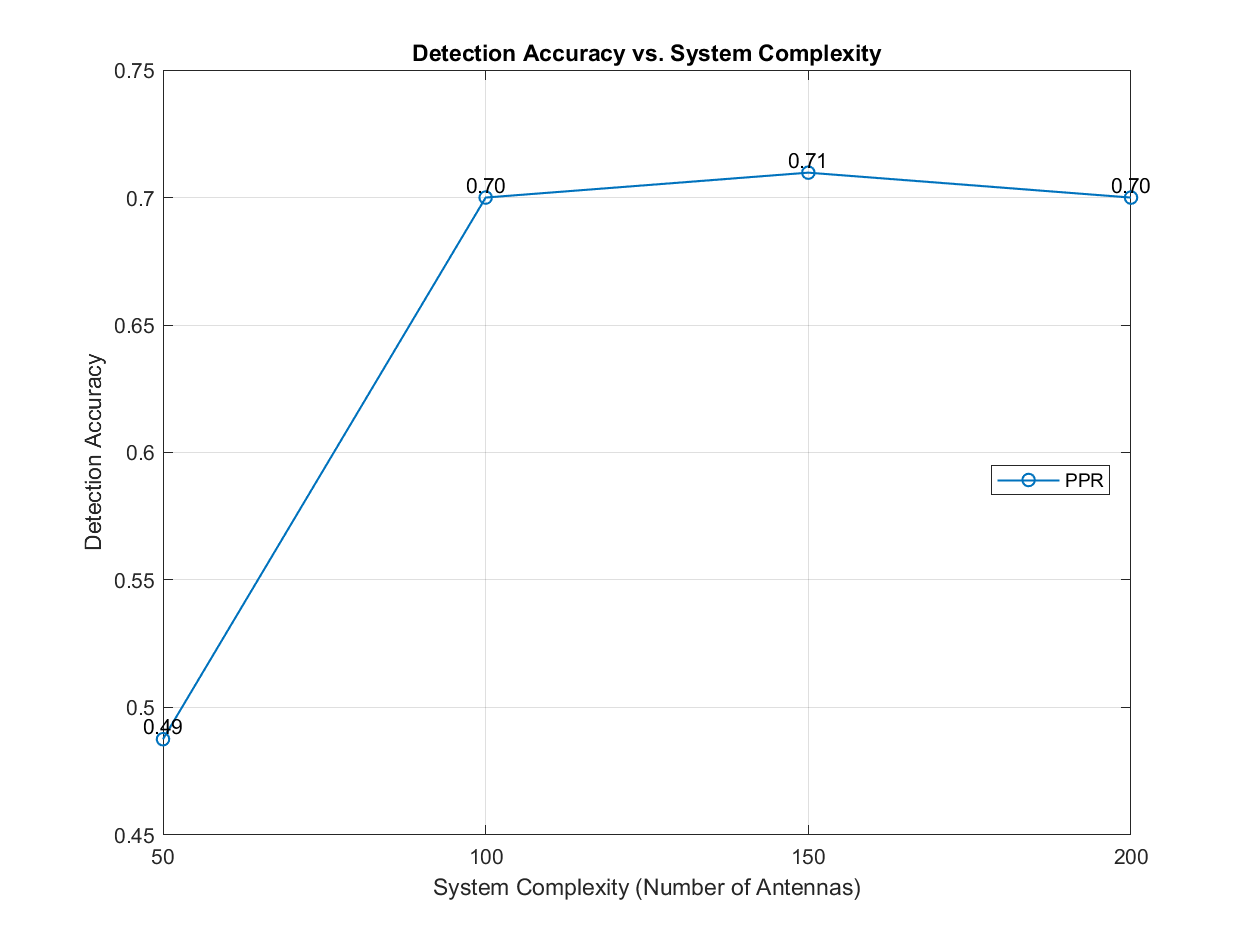 Detection Accuracy vs. System Complexity
0.75
0.7
0.65
0.6
0.55
0.5
0.45
Detection Accuracy
0.49
0.70
0.71
0.70
PPR
50 100 150 200
System Complexity (Number of Antennas)